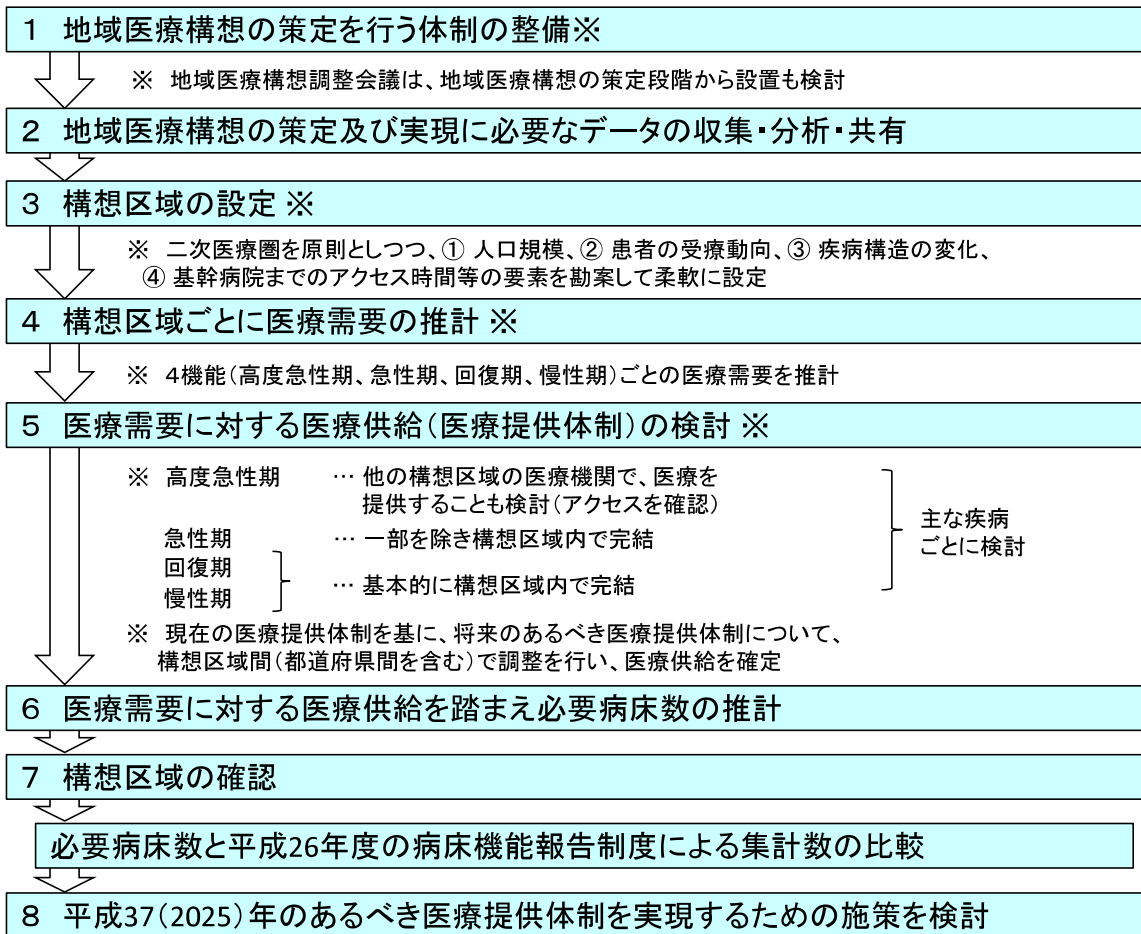 1 地域医療構想の策定を行う体制の整備※
※ 地域医療構想調整会議は、地域医療構想の策定段階から設置も検討
2 地域医療構想の策定及び実現に必要なデータの収集・分析・共有
3 構想区域の設定 ※
※ 二次医療圏を原則としつつ、① 人口規模、② 患者の受療動向、③ 疾病構造の変化、
④ 基幹病院までのアクセス時間等の要素を勘案して柔軟に設定
4 構想区域ごとに医療需要の推計 ※
※ 4機能(高度急性期、急性期、回復期、慢性期)ごとの医療需要を推計
5 医療需要に対する医療供給(医療提供体制)の検討 ※
※ 高度急性期 … 他の構想区域の医療機関で、医療を
提供することも検討(アクセスを確認)
急性期 … 一部を除き構想区域内で完結
回復期
慢性期
… 基本的に構想区域内で完結
主な疾病
ごとに検討
※ 現在の医療提供体制を基に、将来のあるべき医療提供体制について、
構想区域間(都道府県間を含む)で調整を行い、医療供給を確定
6 医療需要に対する医療供給を踏まえ必要病床数の推計
7 構想区域の確認
必要病床数と平成26年度の病床機能報告制度による集計数の比較
8 平成37(2025)年のあるべき医療提供体制を実現するための施策を検討